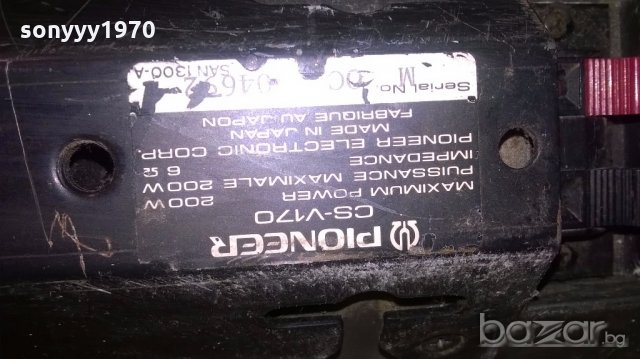 sonyyy1970
PIONEER
CS-V170
MAXIMUM POWER 200W
PUISSANCE MAXIMALE 200W
IMPEDANCE 6Ω
PIONEER ELECTRONIC CORP.
MADE IN JAPAN
FABRIQUE AU JAPON
Serial No.
SAN1300-A
bazar.bg